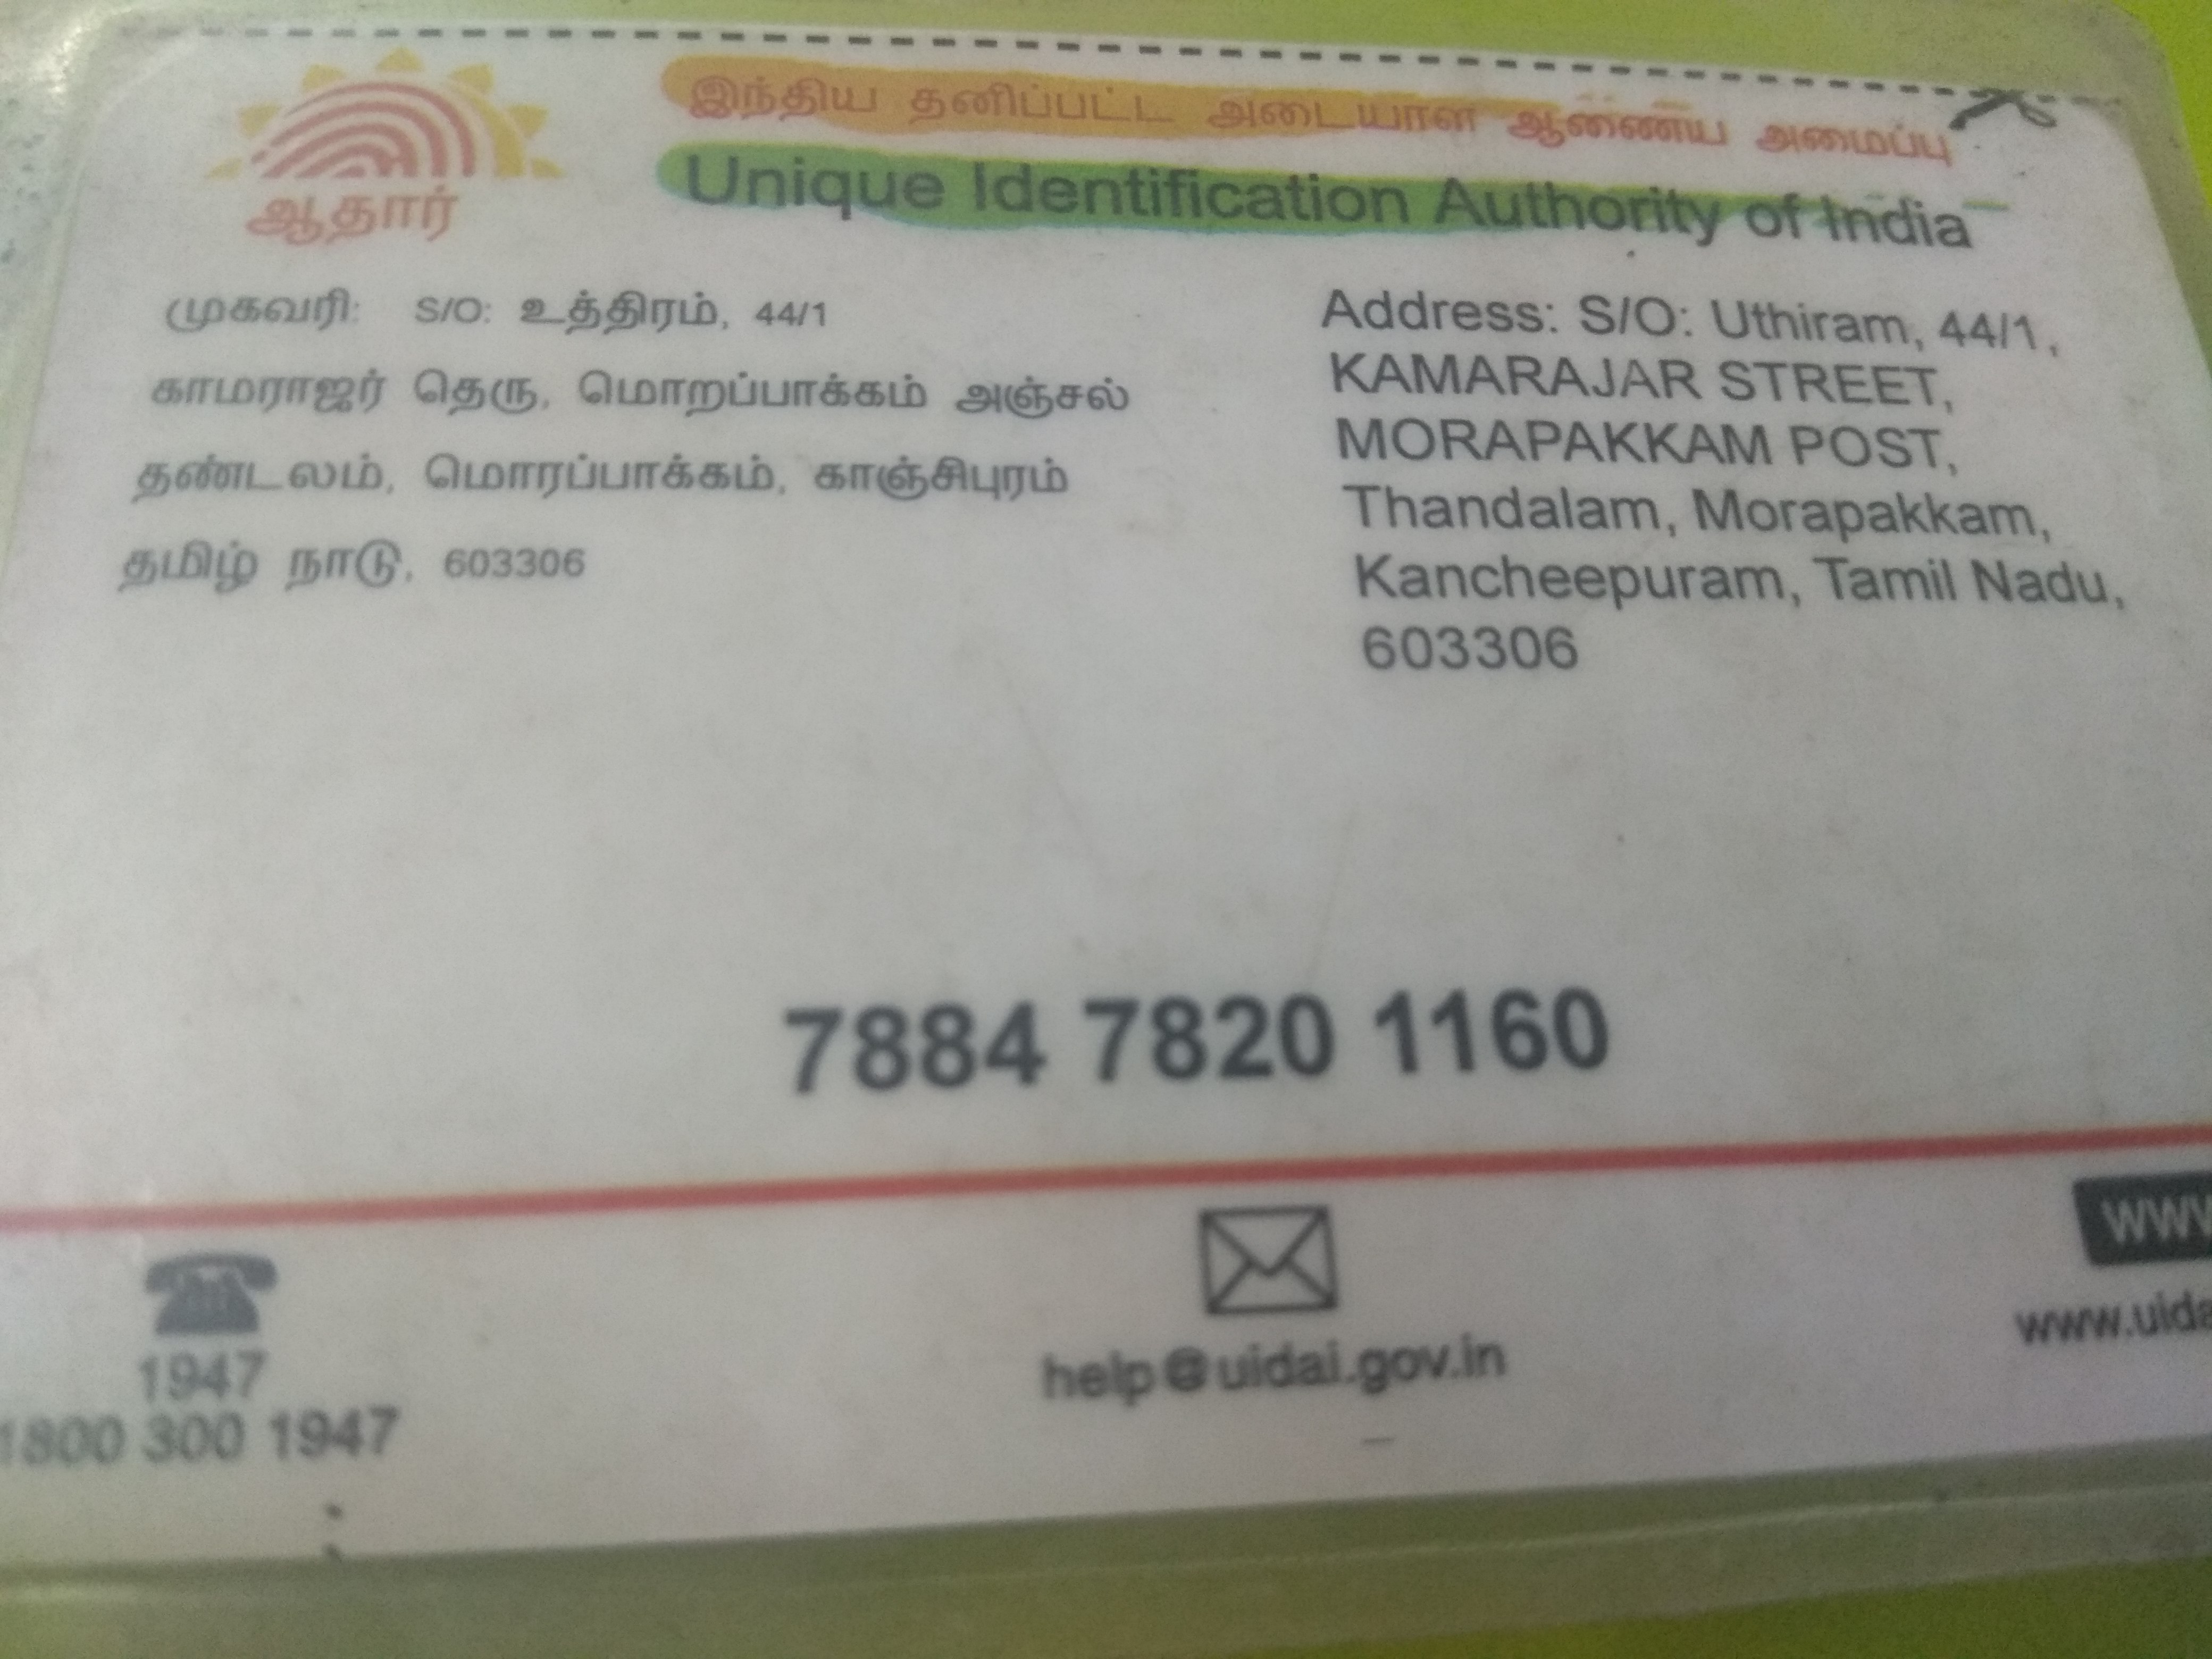 இந்திய தனிப்பட்ட அடையாள ஆணைய அமைப்பு
Unique Identification Authority of India
ஆதார்
முகவரி: S/O: உத்திரம், 44/1
காமராஜர் தெரு, மொறப்பாக்கம் அஞ்சல்
தண்டலம், மொரப்பாக்கம், காஞ்சிபுரம்
தமிழ் நாடு, 603306
Address: S/O: Uthiram, 44/1,
KAMARAJAR STREET,
MORAPAKKAM POST,
Thandalam, Morapakkam,
Kancheepuram, Tamil Nadu,
603306
7884 7820 1160
1947
1800 300 1947
help@uidai.gov.in